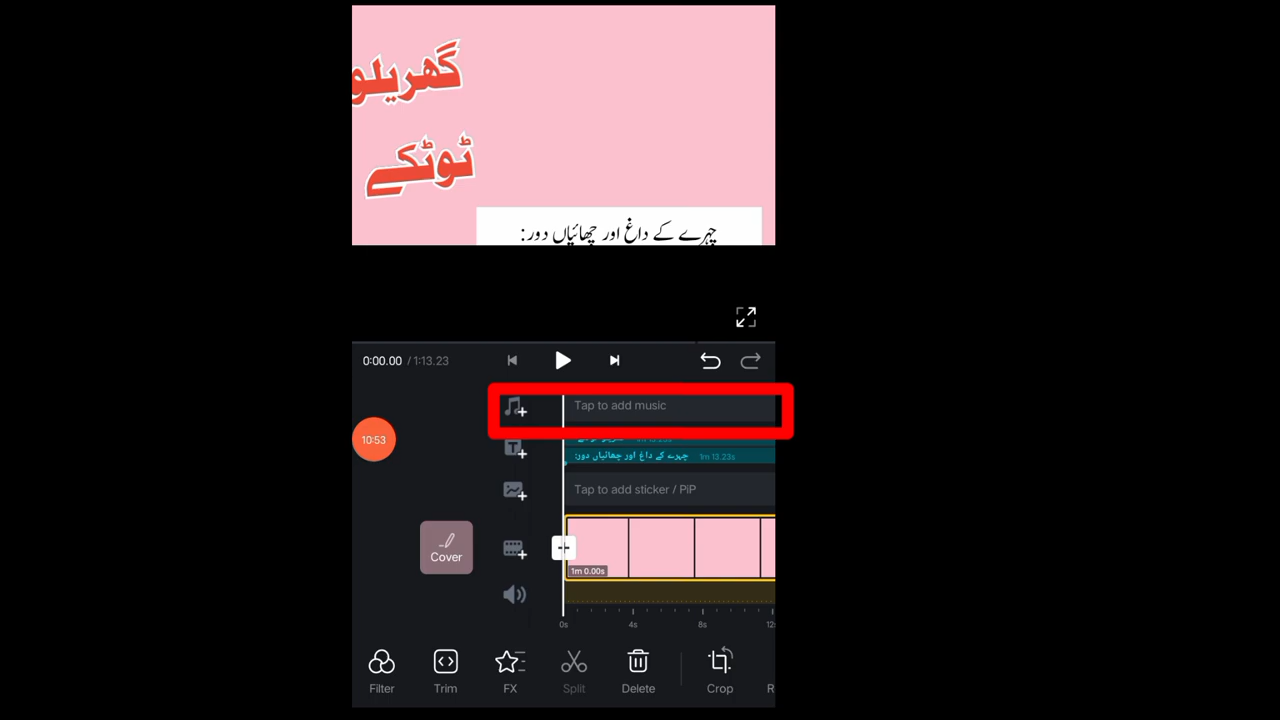 گھریلو
ٹوٹکے
چہرے کے داغ اور چھائیاں دور:
0:00.00 / 1:13.23
Tap to add music
10:53
چہرے کے داغ اور چھائیاں دور: 1m 13.23s
Tap to add sticker / PiP
Cover
1m 0.00s
0s 4s 8s
Filter Trim FX Split Delete Crop R